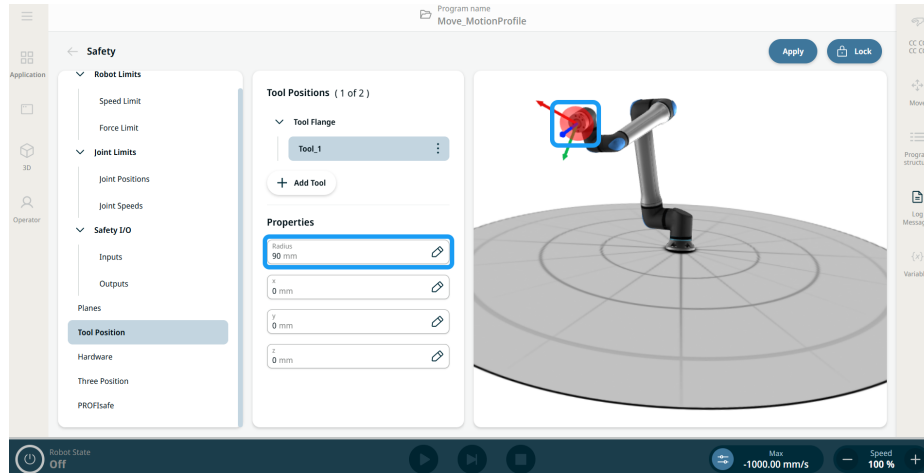 Program name
Move_MotionProfile
Safety
Apply
Lock
Application
3D
Operator
Robot Limits
Speed Limit
Force Limit
Joint Limits
Joint Positions
Joint Speeds
Safety I/O
Inputs
Outputs
Planes
Tool Position
Hardware
Three Position
PROFIsafe
Tool Positions ( 1 of 2 )
Tool Flange
Tool_1
+ Add Tool
Properties
Radius
90 mm
x
0 mm
y
0 mm
z
0 mm
Move
Log
Robot State
Off
Max
-1000.00 mm/s
Speed
100 %